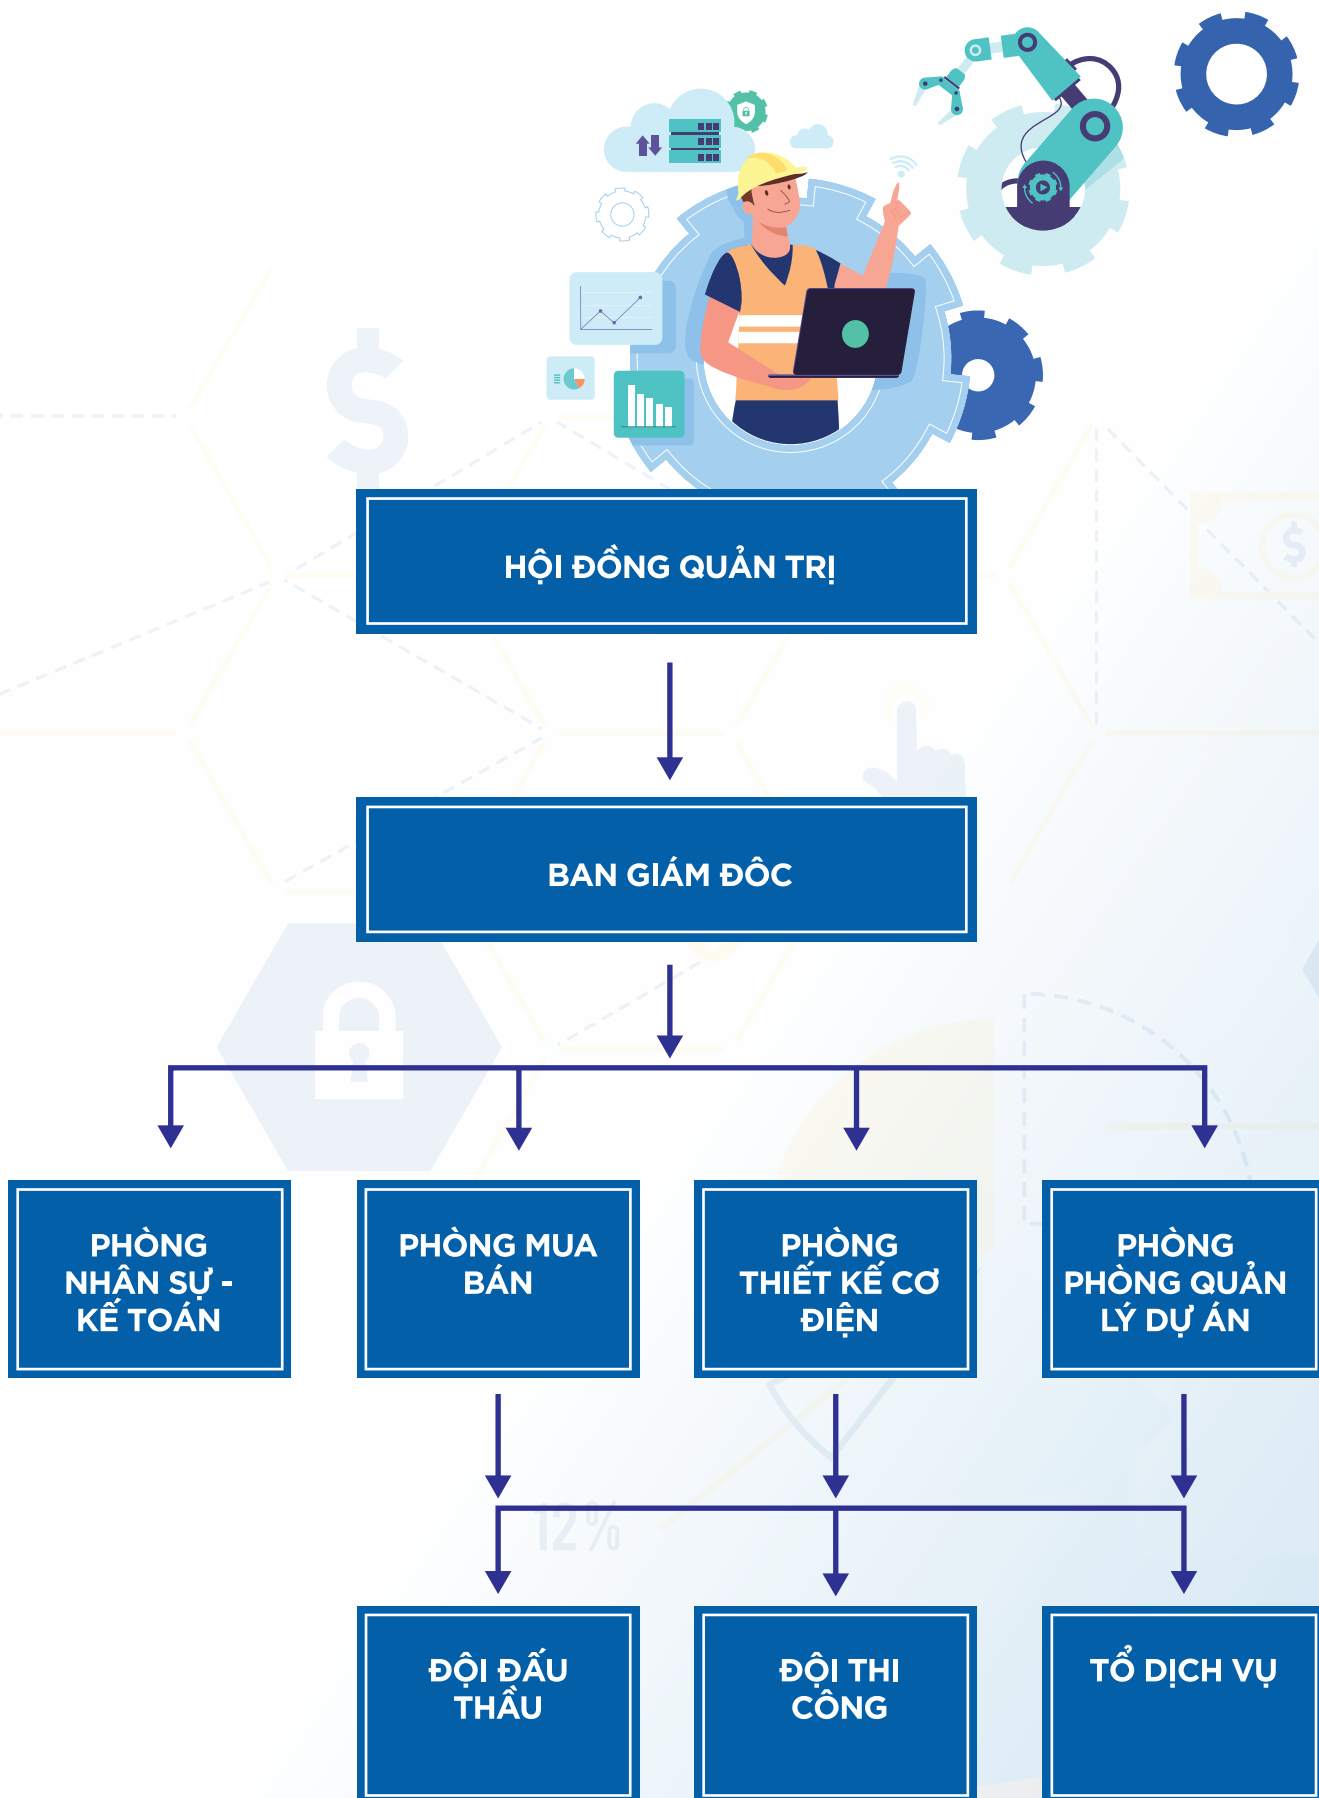 HỘI ĐỒNG QUẢN TRỊ
BAN GIÁM ĐÔC
PHÒNG
NHÂN SỰ -
KẾ TOÁN
PHÒNG MUA
BÁN
PHÒNG
THIẾT KẾ CƠ
ĐIỆN
PHÒNG
PHÒNG QUẢN
LÝ DỰ ÁN
12%
ĐỘI ĐẤU
THẦU
ĐỘI THI
CÔNG
TỔ DỊCH VỤ